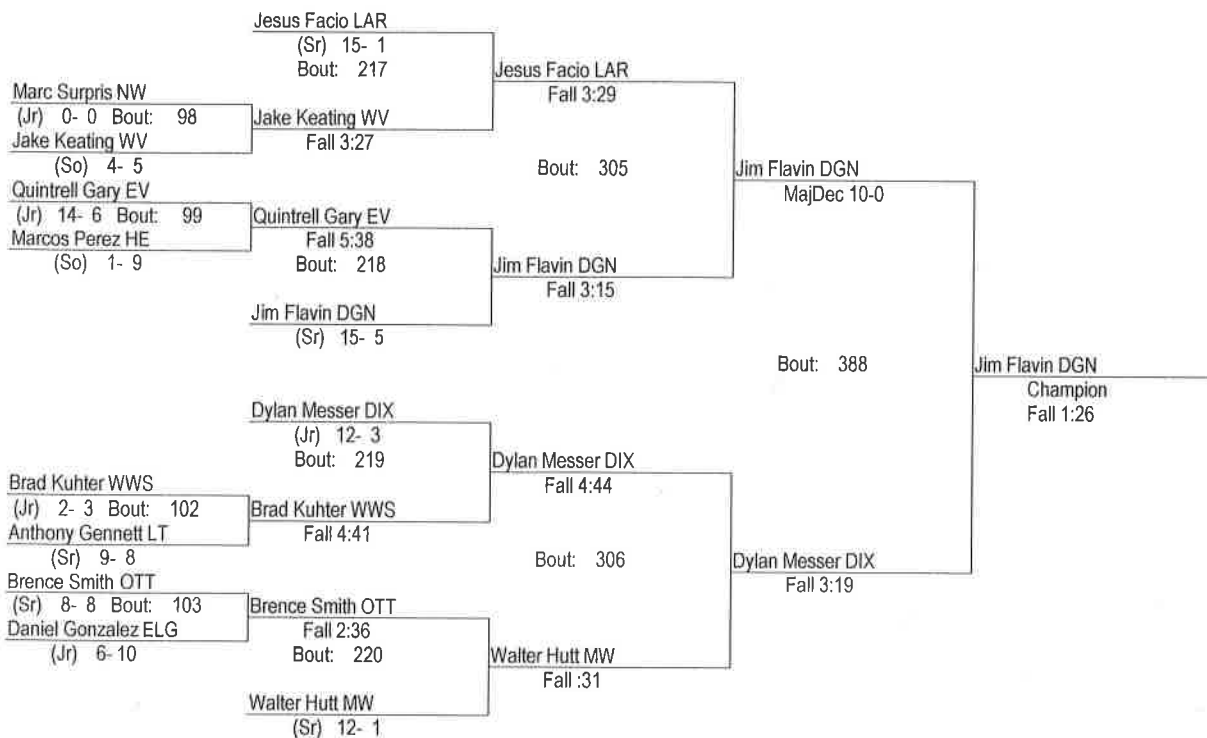 Jesus Facio LAR
(Sr) 15- 1
Bout: 217
Jesus Facio LAR
Fall 3:29
Marc Surpris NW
(Jr) 0- 0 Bout: 98
Jake Keating WV
Fall 3:27
Jake Keating WV
(So) 4- 5
Bout: 305
Jim Flavin DGN
MajDec 10-0
Quintrell Gary EV
(Jr) 14- 6 Bout: 99
Quintrell Gary EV
Fall 5:38
Marcos Perez HE
(So) 1- 9
Bout: 218
Jim Flavin DGN
Fall 3:15
Jim Flavin DGN
(Sr) 15- 5
Bout: 388
Jim Flavin DGN
Champion
Fall 1:26
Dylan Messer DIX
(Jr) 12- 3
Bout: 219
Dylan Messer DIX
Fall 4:44
Brad Kuhter WWS
(Jr) 2- 3 Bout: 102
Brad Kuhter WWS
Fall 4:41
Anthony Gennett LT
(Sr) 9- 8
Bout: 306
Dylan Messer DIX
Fall 3:19
Brence Smith OTT
(Sr) 8- 8 Bout: 103
Brence Smith OTT
Fall 2:36
Daniel Gonzalez ELG
(Jr) 6-10
Bout: 220
Walter Hutt MW
Fall :31
Walter Hutt MW
(Sr) 12- 1